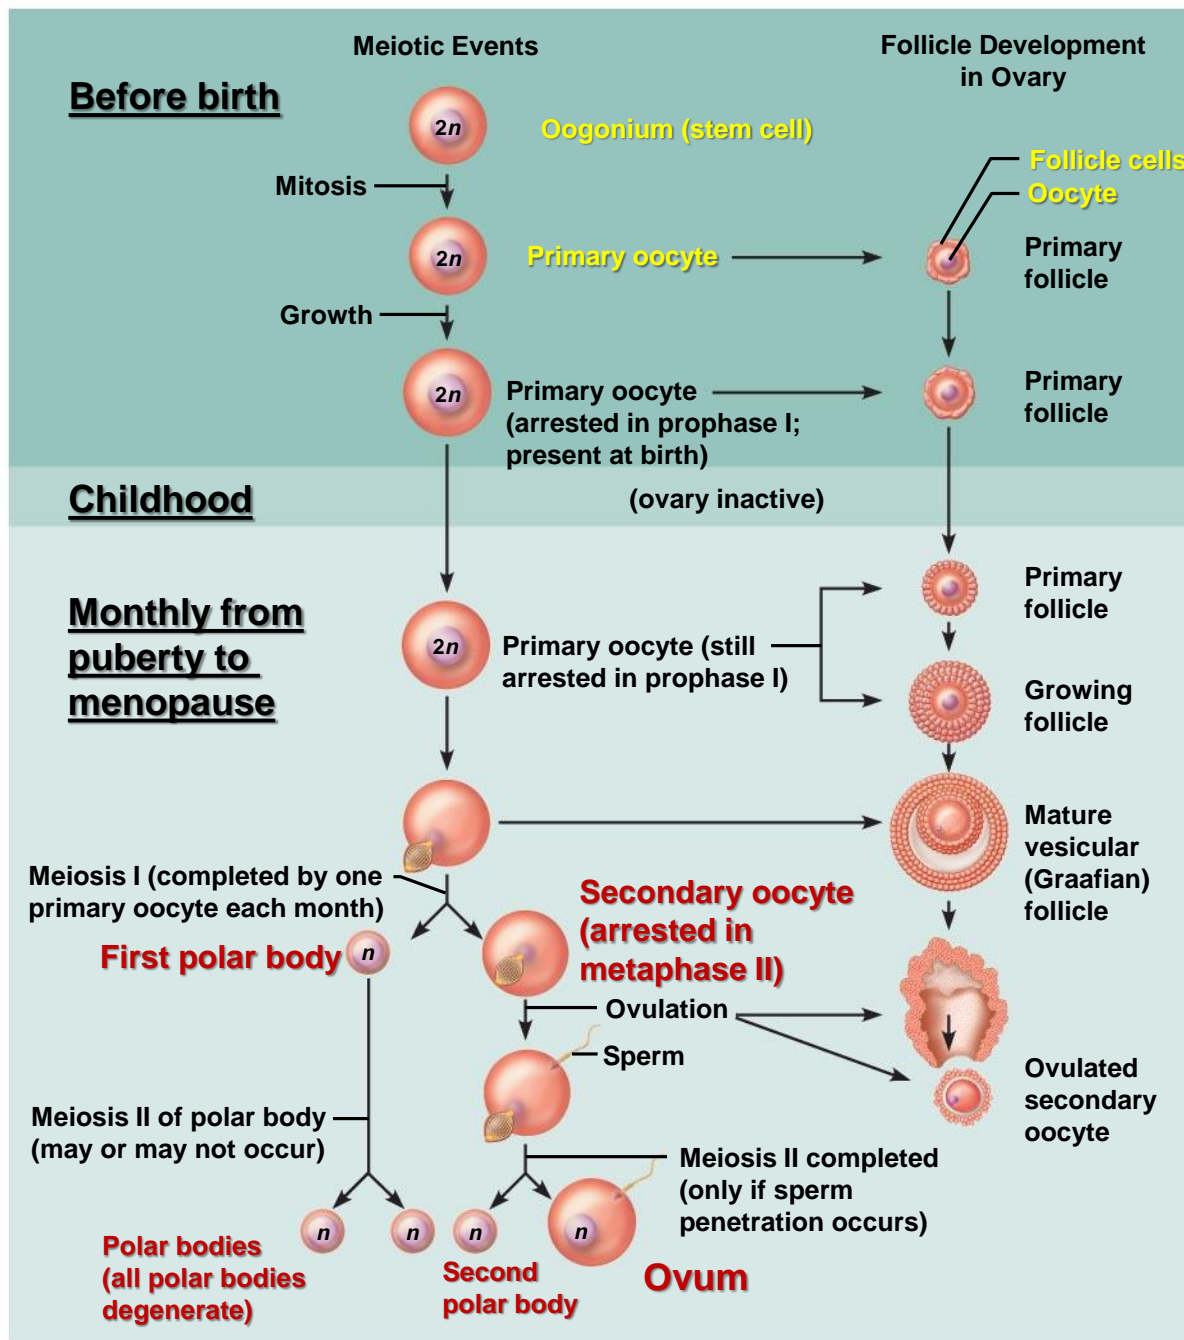 Meiotic Events
Follicle Development
in Ovary
Before birth
2n
Oogonium (stem cell)
Follicle cells
Oocyte
Mitosis
2n
Primary oocyte
Primary
follicle
Growth
2n
Primary oocyte
(arrested in prophase I;
present at birth)
Primary
follicle
Childhood
(ovary inactive)
Monthly from
puberty to
menopause
2n
Primary oocyte (still
arrested in prophase I)
Primary
follicle
Growing
follicle
Mature
vesicular
(Graafian)
follicle
Meiosis I (completed by one
primary oocyte each month)
Secondary oocyte
(arrested in
metaphase II)
First polar body
n
Ovulation
Sperm
Ovulated
secondary
oocyte
Meiosis II of polar body
(may or may not occur)
Meiosis II completed
(only if sperm
penetration occurs)
n
n
n
n
Polar bodies
(all polar bodies
degenerate)
Second
polar body
Ovum